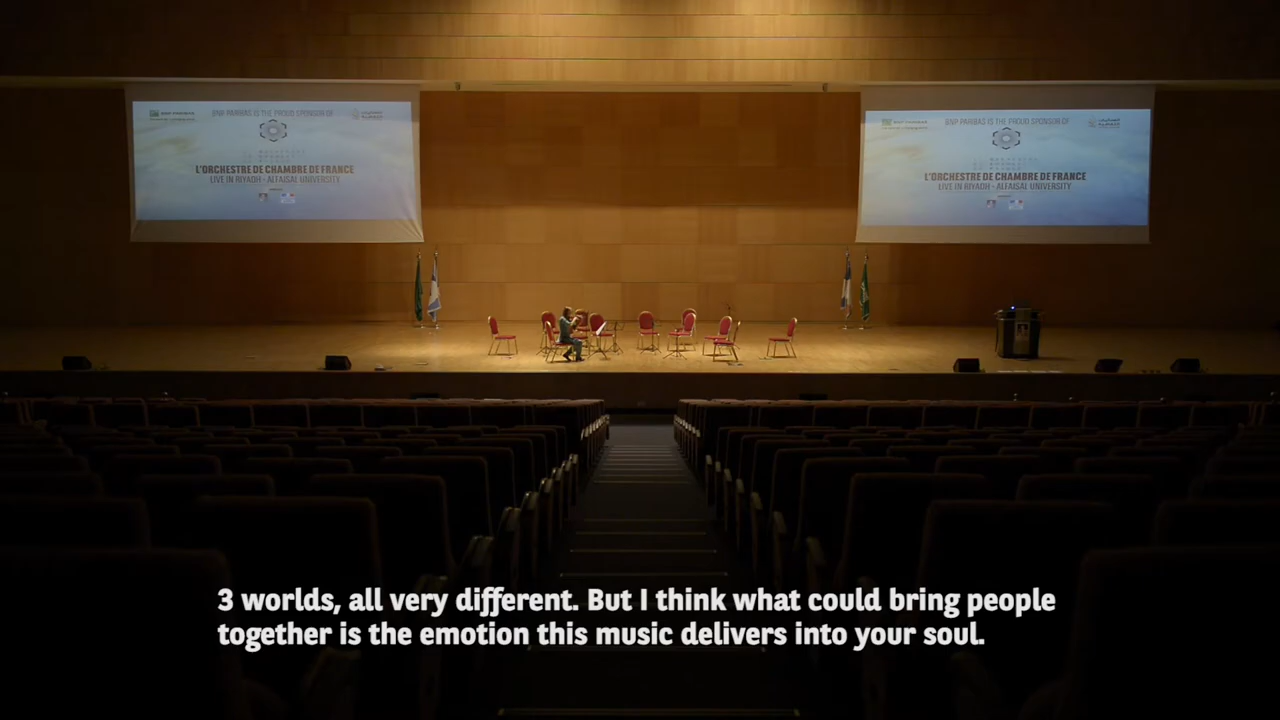 BNP PARIBAS
BNP PARIBAS IS THE PROUD SPONSOR OF
L'ORCHESTRE DE CHAMBRE DE FRANCE
LIVE IN RIYADH - ALFAISAL UNIVERSITY
BNP PARIBAS IS THE PROUD SPONSOR OF
L'ORCHESTRE DE CHAMBRE DE FRANCE
LIVE IN RIYADH - ALFAISAL UNIVERSITY
3 worlds, all very different. But I think what could bring people
together is the emotion this music delivers into your soul.